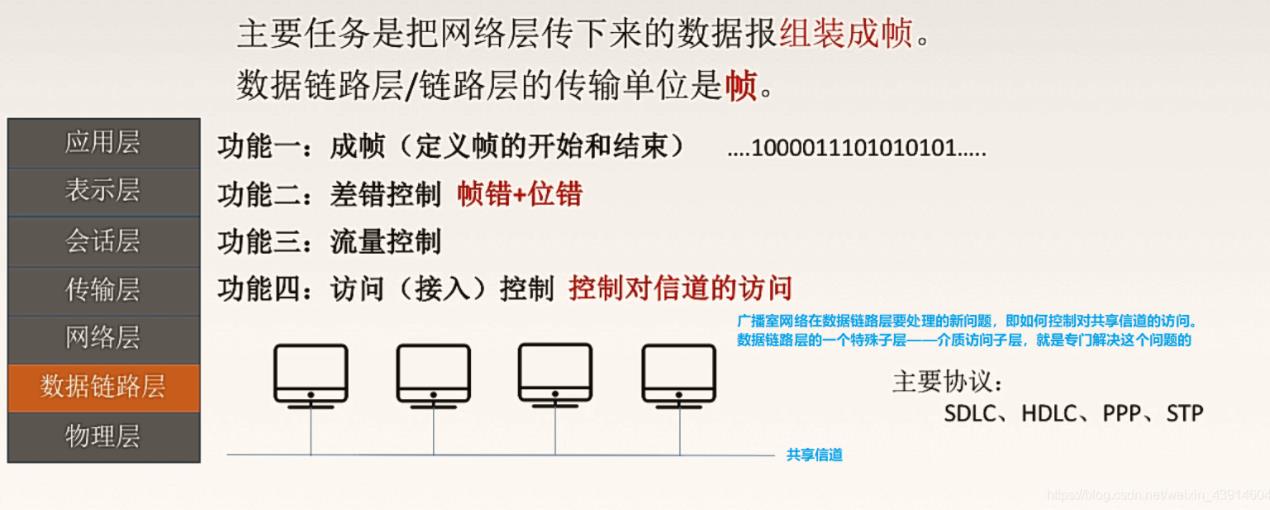 主要任务是把网络层传下来的数据报组装成帧。
数据链路层/链路层的传输单位是帧。
应用层
表示层
会话层
传输层
网络层
数据链路层
物理层
功能一：成帧（定义帧的开始和结束） ....1000011101010101.....
功能二：差错控制 帧错+位错
功能三：流量控制
功能四：访问（接入）控制 控制对信道的访问
广播室网络在数据链路层要处理的新问题，即如何控制对共享信道的访问。
数据链路层的一个特殊子层——介质访问子层，就是专门解决这个问题的
主要协议：
SDLC、HDLC、PPP、STP
共享信道
https://blog.csdn.net/weixin_43914604